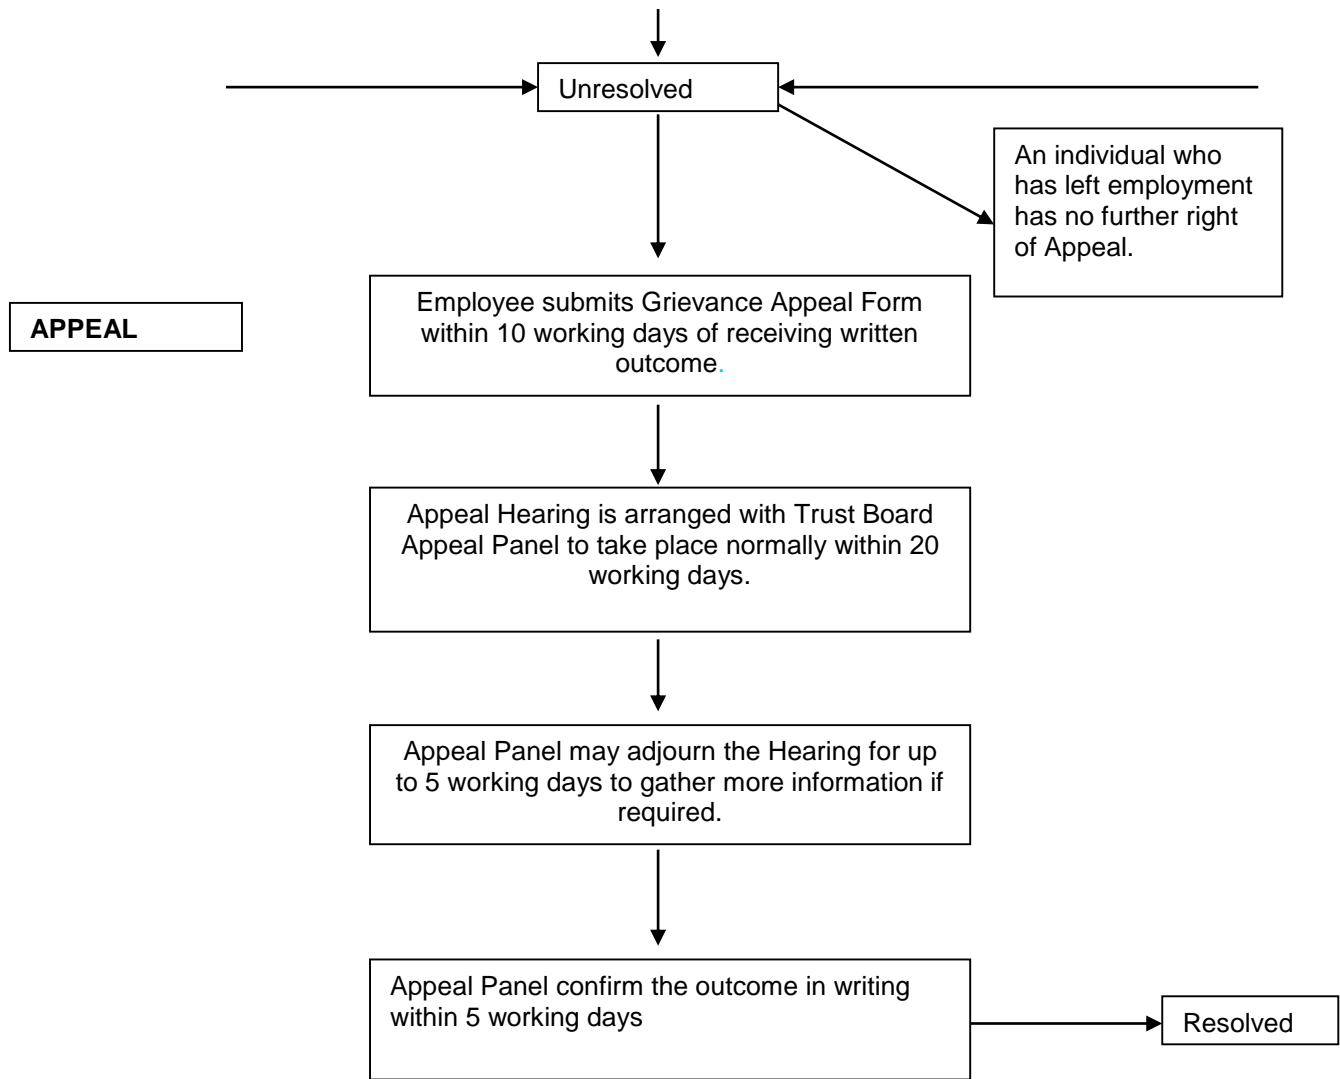 Unresolved
An individual who
has left employment
has no further right
of Appeal.
APPEAL
Employee submits Grievance Appeal Form
within 10 working days of receiving written
outcome.
Appeal Hearing is arranged with Trust Board
Appeal Panel to take place normally within 20
working days.
Appeal Panel may adjourn the Hearing for up
to 5 working days to gather more information if
required.
Appeal Panel confirm the outcome in writing
within 5 working days
Resolved